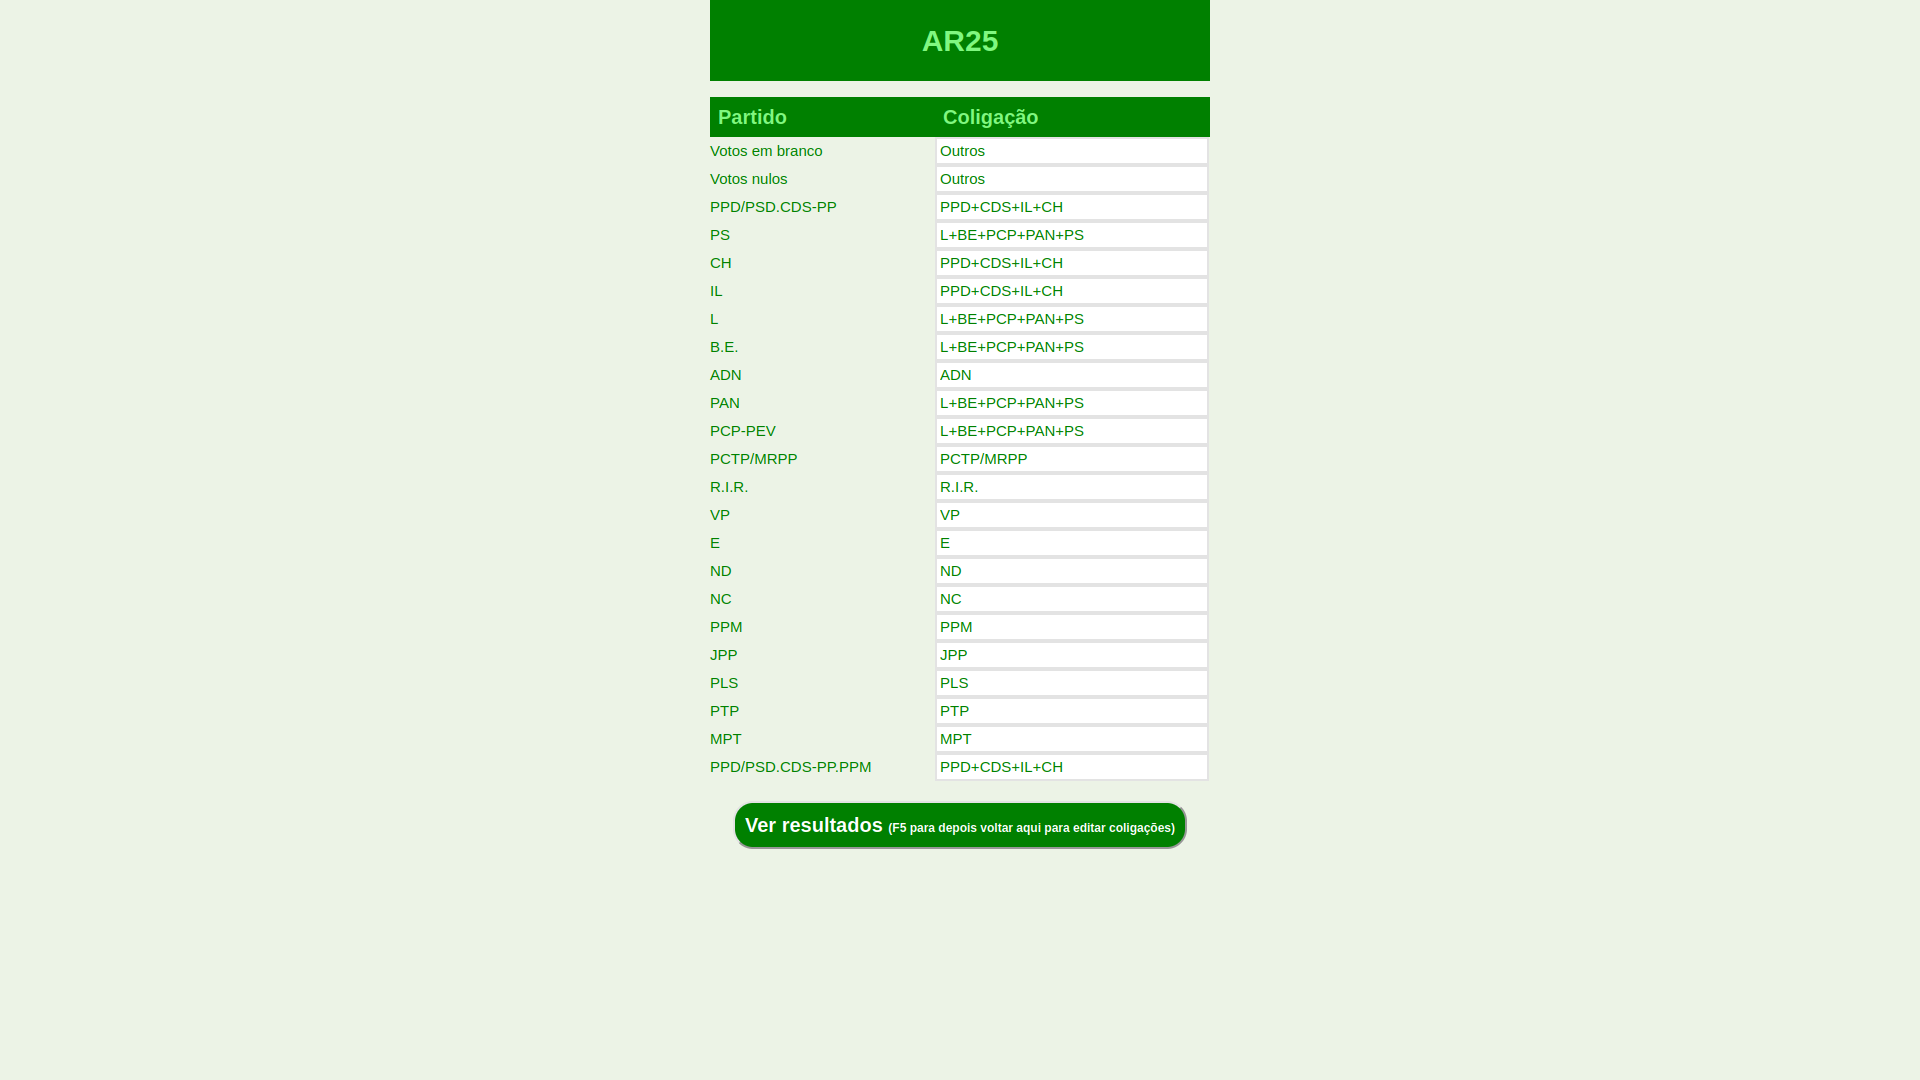 AR25
Partido Coligação
Votos em branco Outros
Votos nulos Outros
PPD/PSD.CDS-PP PPD+CDS+IL+CH
PS L+BE+PCP+PAN+PS
CH PPD+CDS+IL+CH
IL PPD+CDS+IL+CH
L L+BE+PCP+PAN+PS
B.E. L+BE+PCP+PAN+PS
ADN ADN
PAN L+BE+PCP+PAN+PS
PCP-PEV L+BE+PCP+PAN+PS
PCTP/MRPP PCTP/MRPP
R.I.R. R.I.R.
VP VP
E E
ND ND
NC NC
PPM PPM
JPP JPP
PLS PLS
PTP PTP
MPT MPT
PPD/PSD.CDS-PP.PPM PPD+CDS+IL+CH
Ver resultados (F5 para depois voltar aqui para editar coligações)